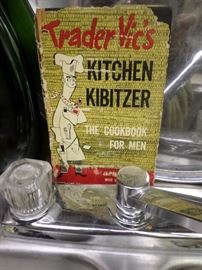 Trader Vic's
KITCHEN
KIBITZER
THE COOKBOOK
FOR MEN